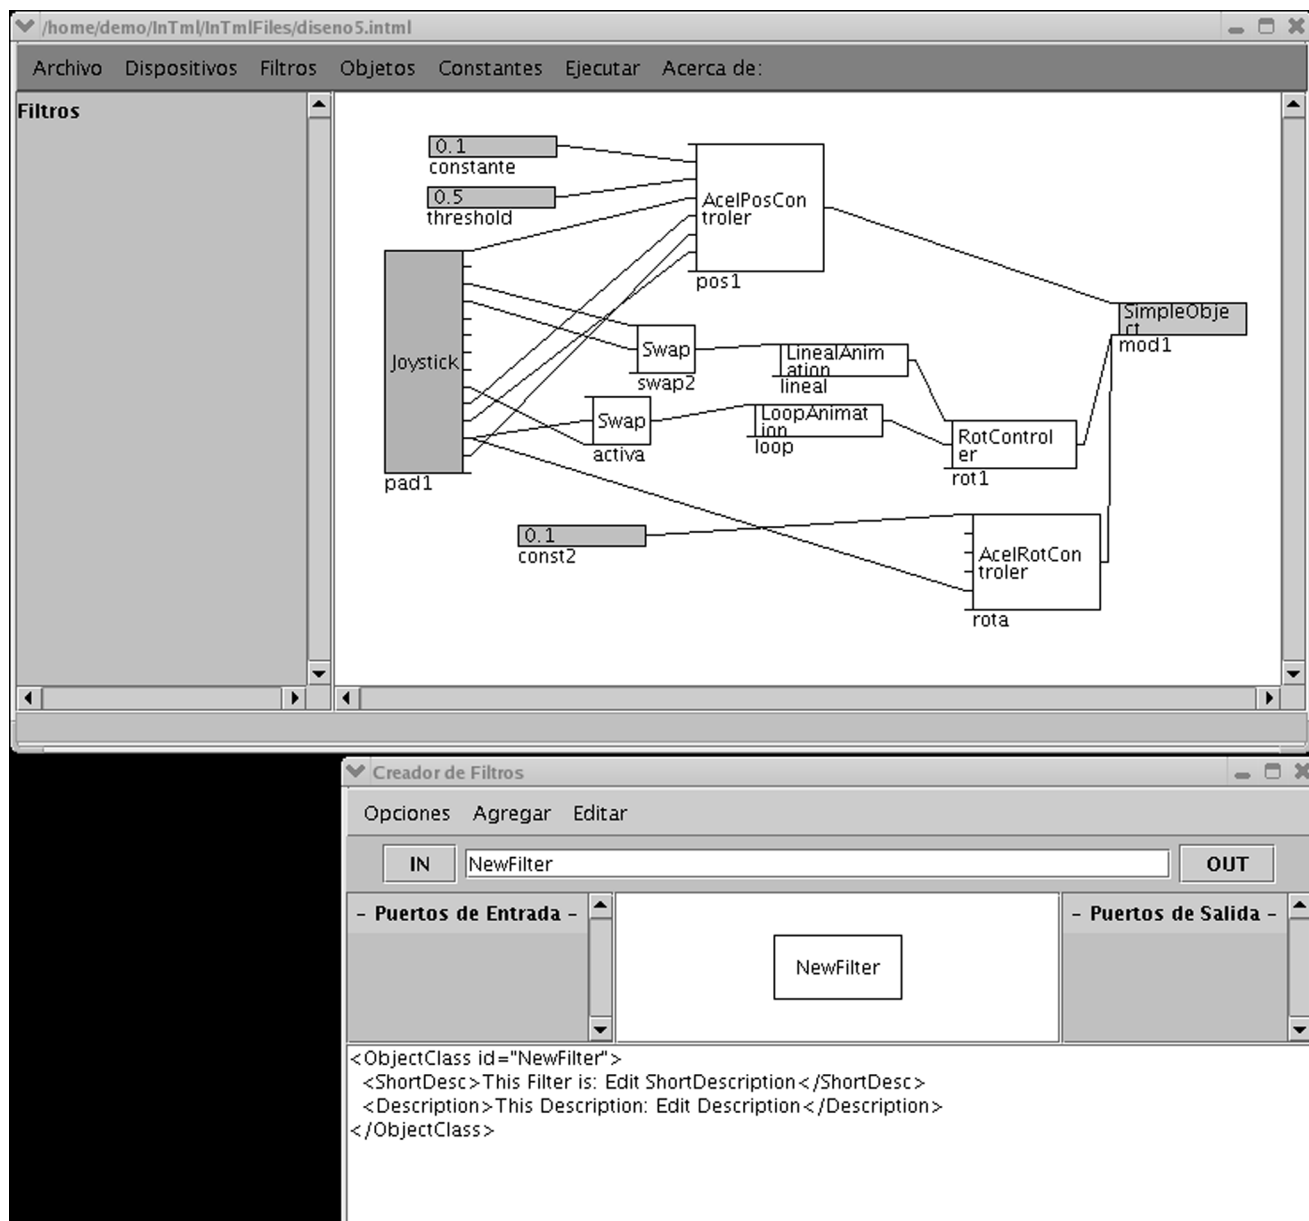 /home/demo/InTml/InTmlFiles/diseno5.intml
Archivo Dispositivos Filtros Objetos Constantes Ejecutar Acerca de:
Filtros
0.1
constante
0.5
threshold
AcelPosCon
troler
pos1
Joystick
pad1
SimpleObje
ct
mod1
Swap
swap2
LinealAnim
ation
lineal
Swap
activa
LoopAnimat
ion
loop
RotControl
er
rot1
0.1
const2
AcelRotCon
troler
rota
Creador de Filtros
Opciones Agregar Editar
IN NewFilter OUT
- Puertos de Entrada -
NewFilter
- Puertos de Salida -
<ObjectClass id="NewFilter">
<ShortDesc>This Filter is: Edit ShortDescription</ShortDesc>
<Description>This Description: Edit Description</Description>
</ObjectClass>